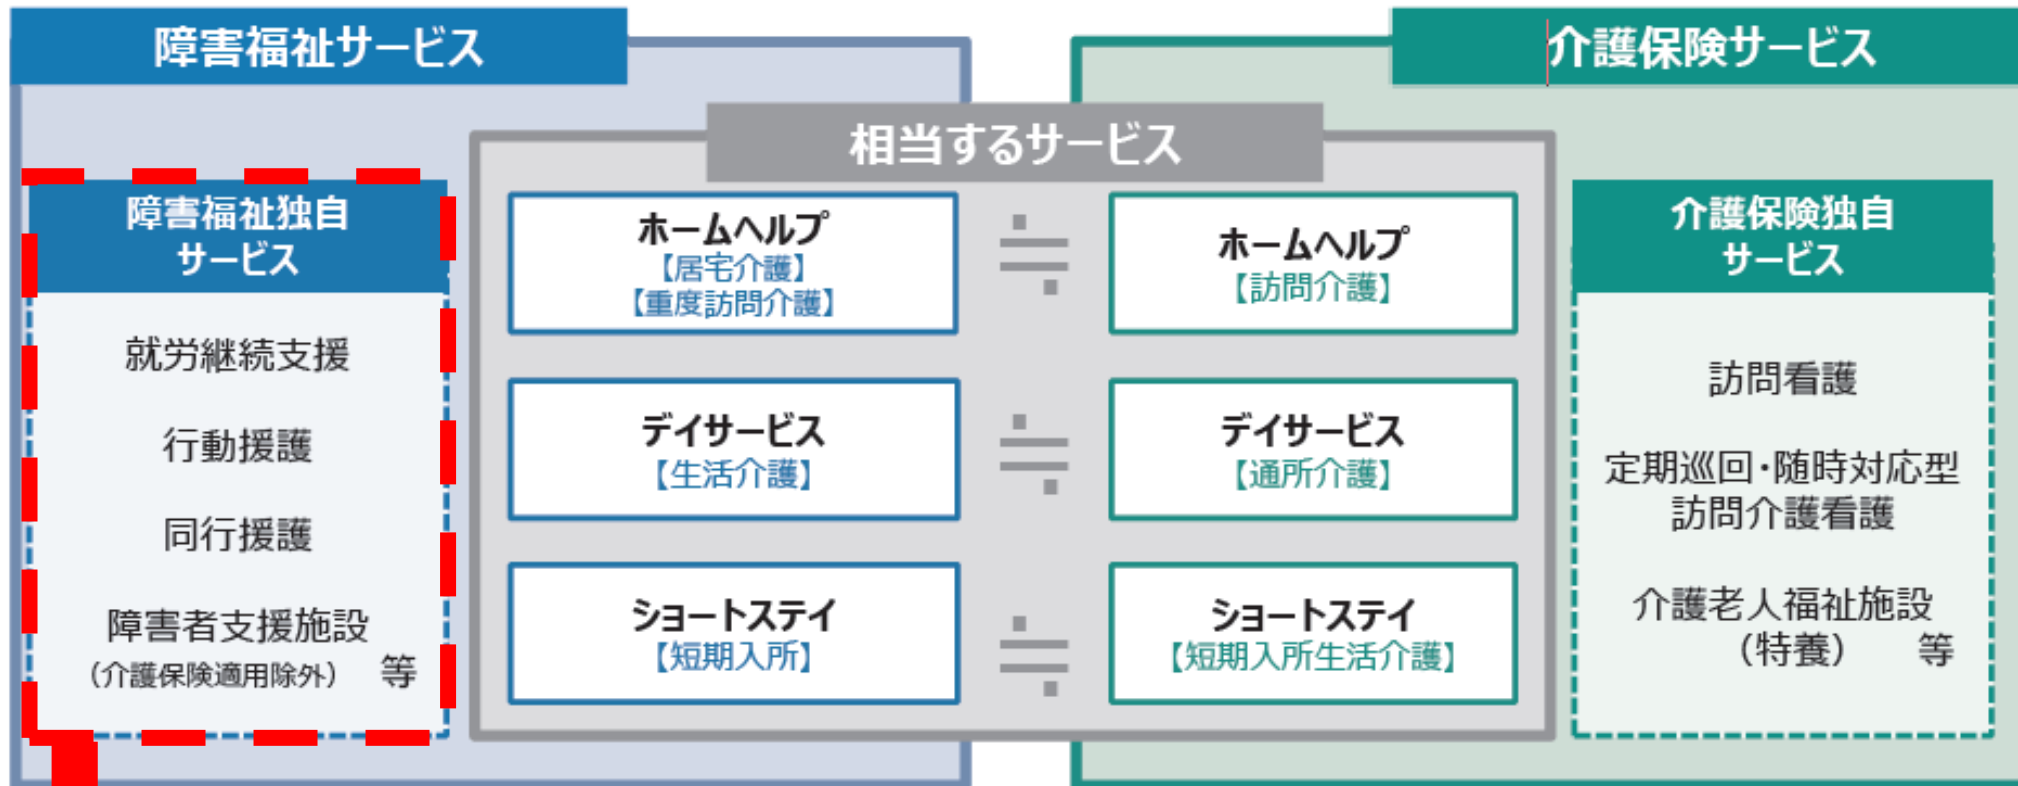 障害福祉サービス
介護保険サービス
相当するサービス
障害福祉独自
サービス
就労継続支援
行動援護
同行援護
障害者支援施設
（介護保険適用除外） 等
ホームヘルプ
【居宅介護】
【重度訪問介護】
≒
ホームヘルプ
【訪問介護】
デイサービス
【生活介護】
≒
デイサービス
【通所介護】
ショートステイ
【短期入所】
≒
ショートステイ
【短期入所生活介護】
介護保険独自
サービス
訪問看護
定期巡回・随時対応型
訪問介護看護
介護老人福祉施設
（特養） 等